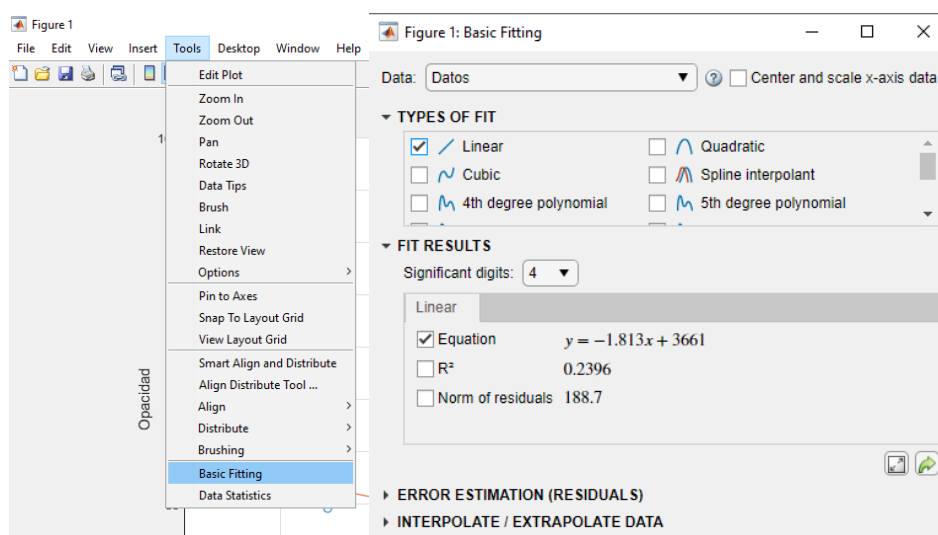 Figure 1
File Edit View Insert Tools Desktop Window Help
Edit Plot
Zoom In
Zoom Out
Pan
Rotate 3D
Data Tips
Brush
Link
Restore View
Options
Pin to Axes
Snap To Layout Grid
View Layout Grid
Smart Align and Distribute
Align Distribute Tool ...
Align
Distribute
Brushing
Basic Fitting
Data Statistics
Opacidad
Figure 1: Basic Fitting
Data: Datos Center and scale x-axis data
TYPES OF FIT
Linear Quadratic
Cubic Spline interpolant
4th degree polynomial 5th degree polynomial
FIT RESULTS
Significant digits: 4
Linear
Equation y = −1.813x + 3661
R² 0.2396
Norm of residuals 188.7
ERROR ESTIMATION (RESIDUALS)
INTERPOLATE / EXTRAPOLATE DATA